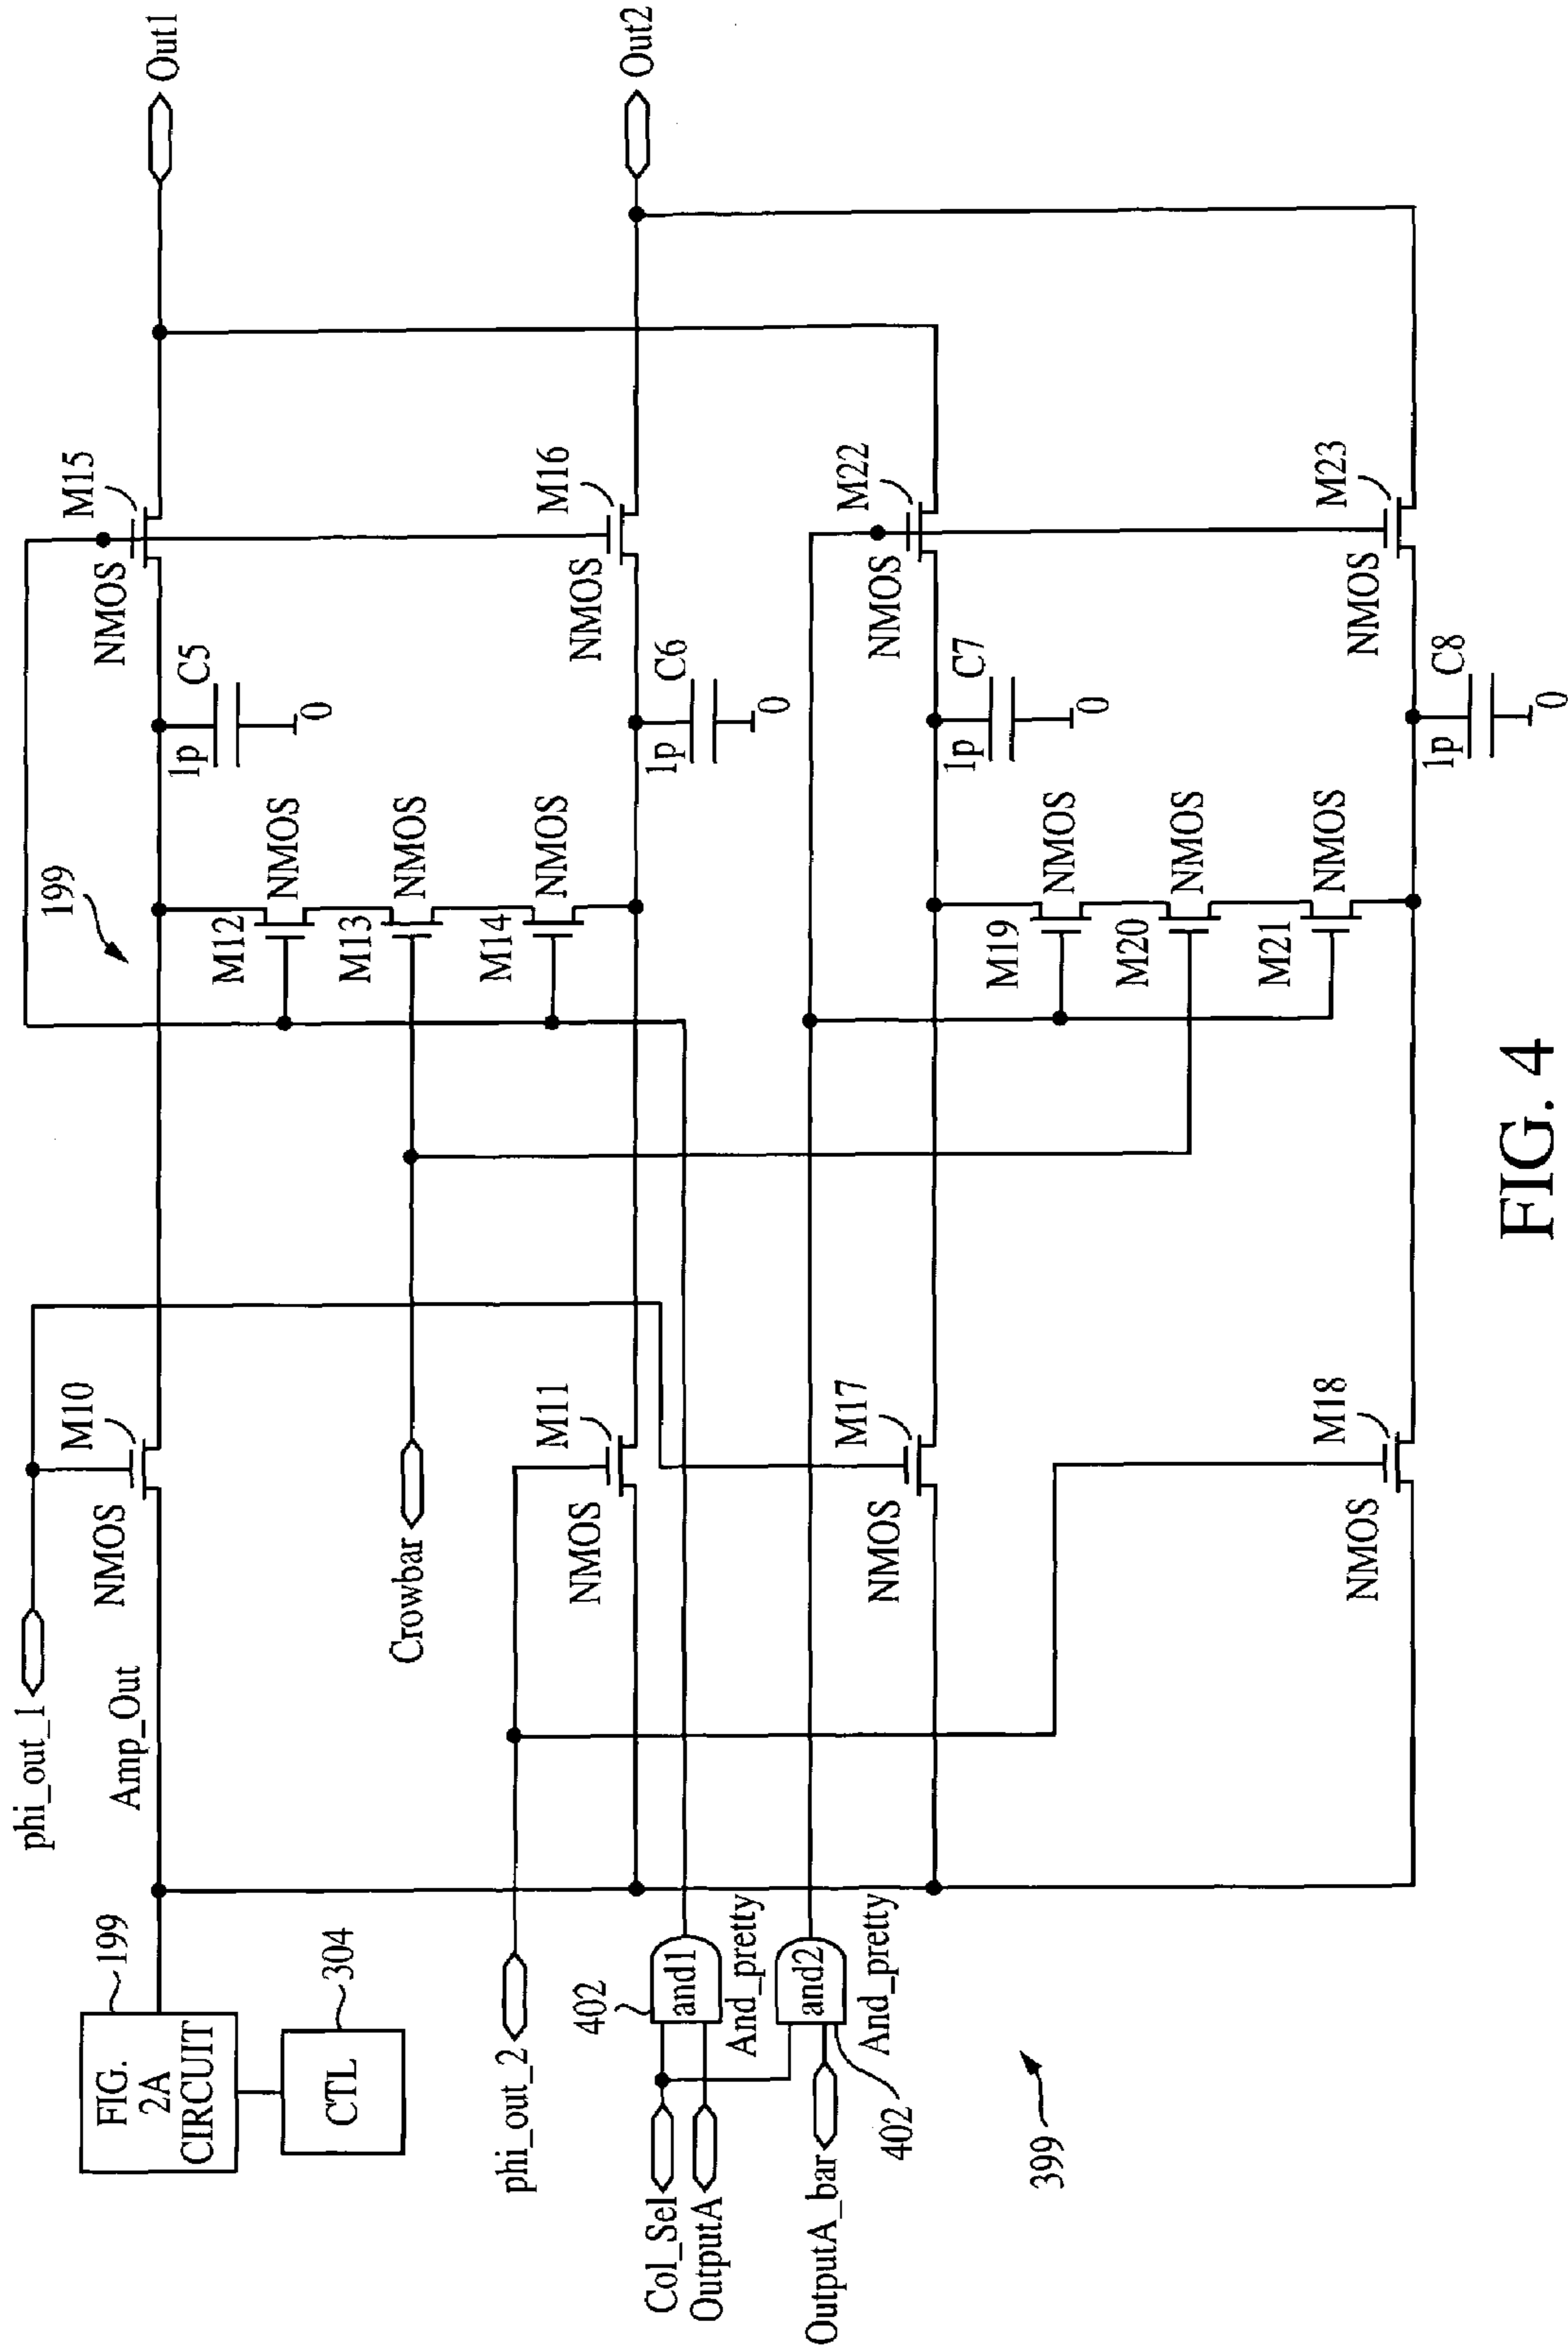 phi_out_1
M10
NMOS
M15
NMOS
Out1
199
FIG.
2A
CIRCUIT
199
Amp_Out
CTL
304
M12
NMOS
1p
C5
0
M13
NMOS
Crowbar
M14
NMOS
phi_out_2
M11
NMOS
M16
NMOS
Out2
1p
C6
0
402
Col_Sel
OutputA
and1
And_pretty
OutputA_bar
and2
And_pretty
402
M17
NMOS
M22
NMOS
1p
C7
0
M19
NMOS
M20
NMOS
M21
NMOS
399
M18
NMOS
M23
NMOS
1p
C8
0
FIG. 4